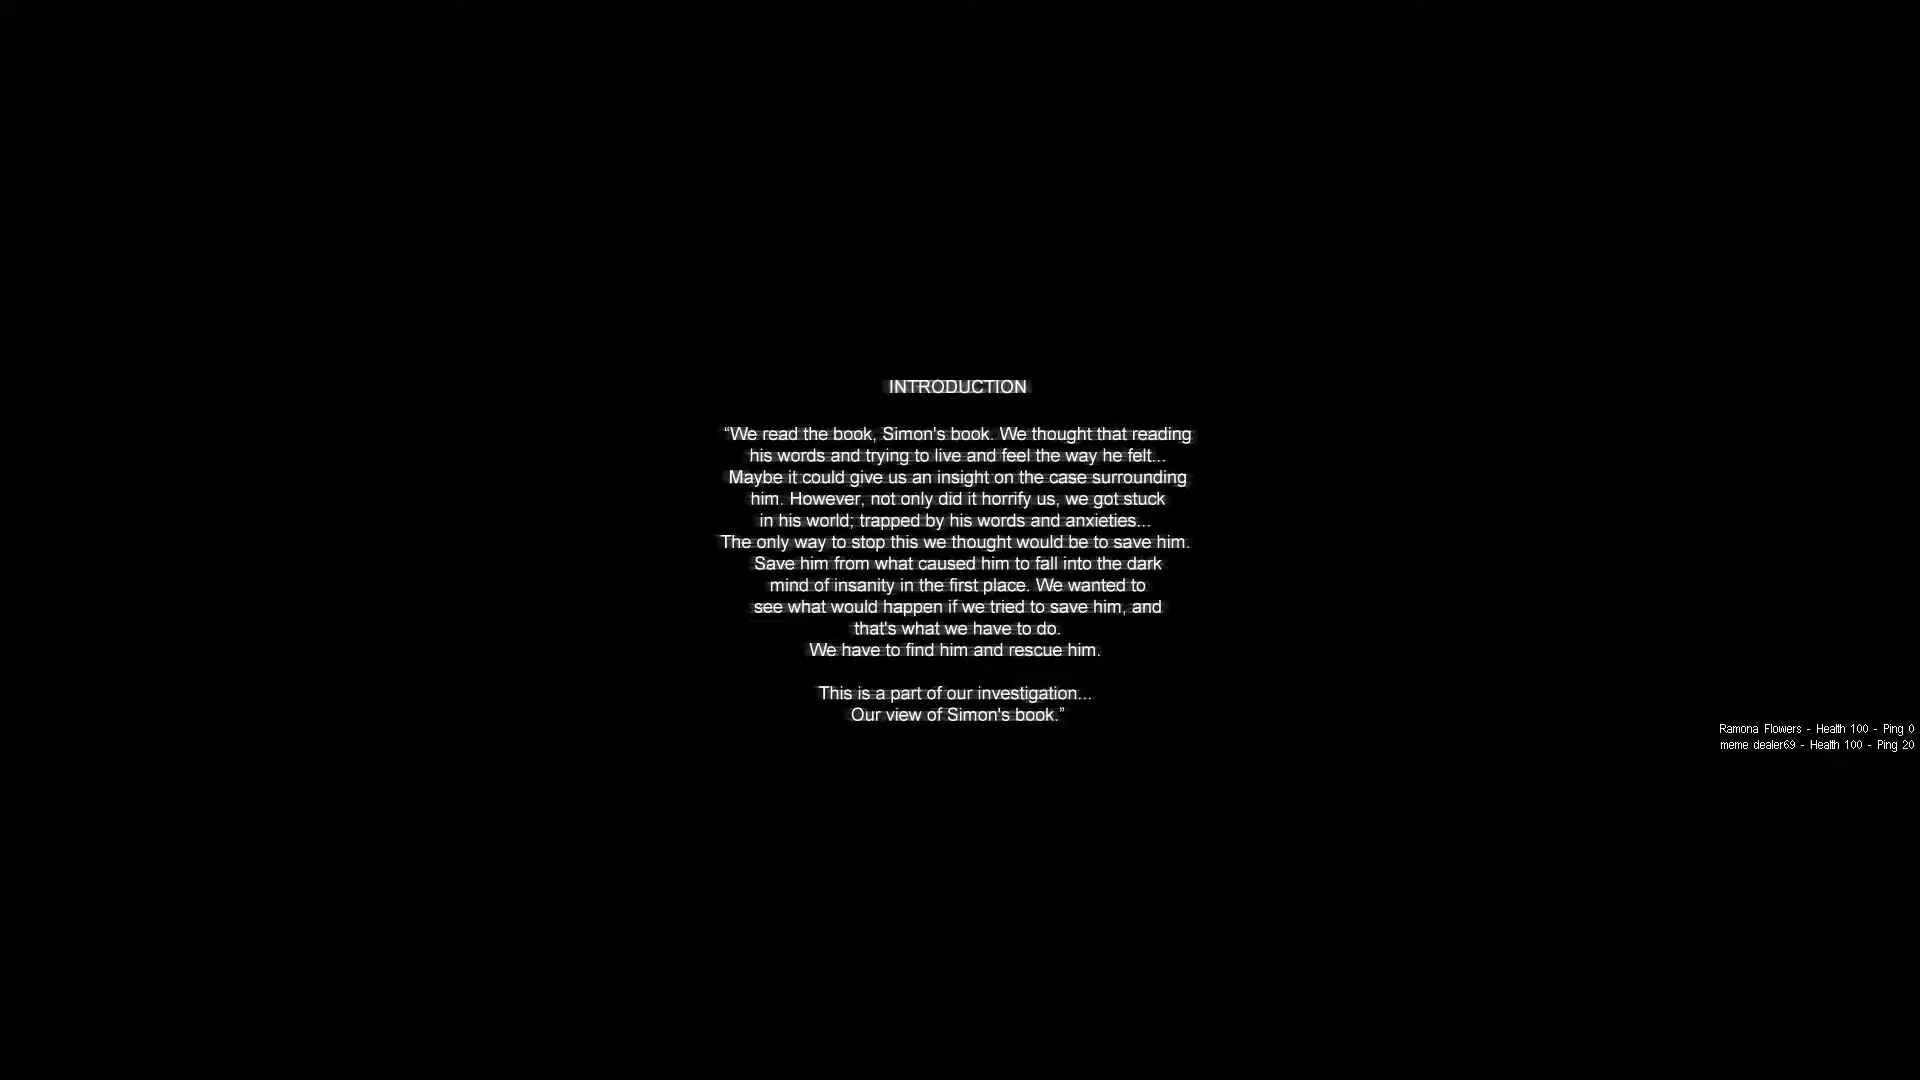 INTRODUCTION
“We read the book, Simon's book. We thought that reading
his words and trying to live and feel the way he felt...
Maybe it could give us an insight on the case surrounding
him. However, not only did it horrify us, we got stuck
in his world; trapped by his words and anxieties...
The only way to stop this we thought would be to save him.
Save him from what caused him to fall into the dark
mind of insanity in the first place. We wanted to
see what would happen if we tried to save him, and
that's what we have to do.
We have to find him and rescue him.
This is a part of our investigation...
Our view of Simon's book.”
Ramona Flowers - Health 100 - Ping 0
meme dealer69 - Health 100 - Ping 20